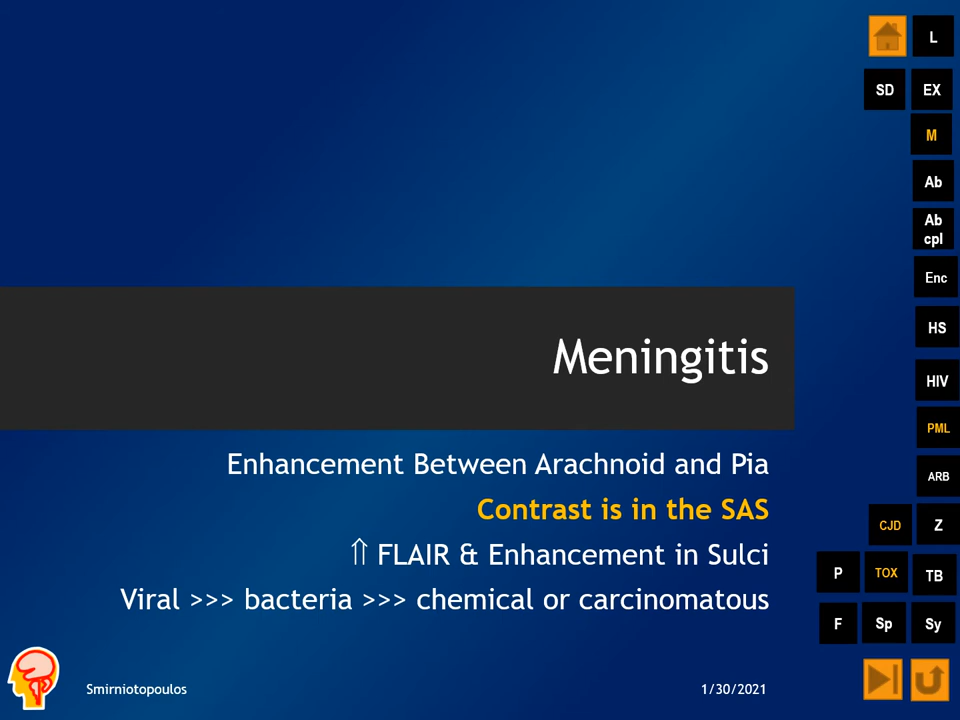 L
SD EX
M
Ab
Ab
cpl
Enc
HS
HIV
Meningitis
PML
Enhancement Between Arachnoid and Pia
ARB
Contrast is in the SAS
CJD Z
⇑ FLAIR & Enhancement in Sulci
P TOX TB
Viral >>> bacteria >>> chemical or carcinomatous
F Sp Sy
Smirniotopoulos
1/30/2021